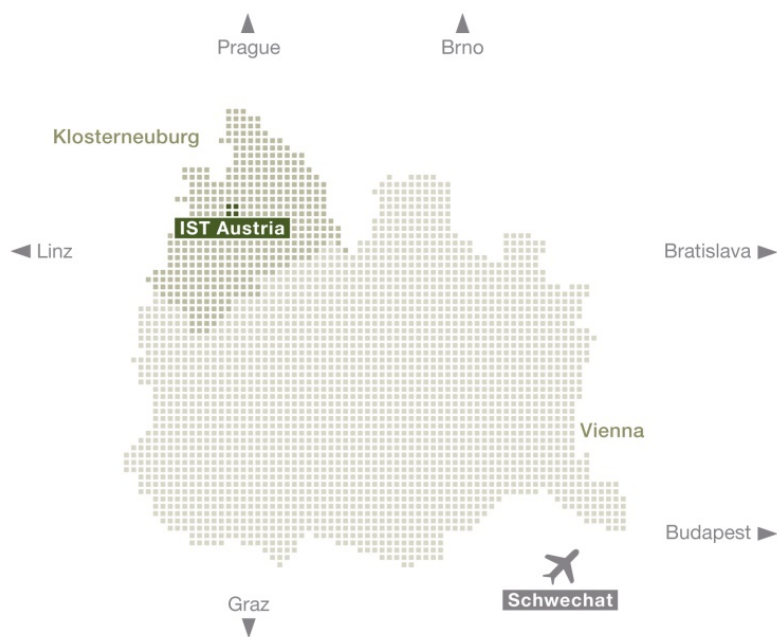 Prague
Brno
Klosterneuburg
IST Austria
Linz
Bratislava
Vienna
Budapest
Schwechat
Graz